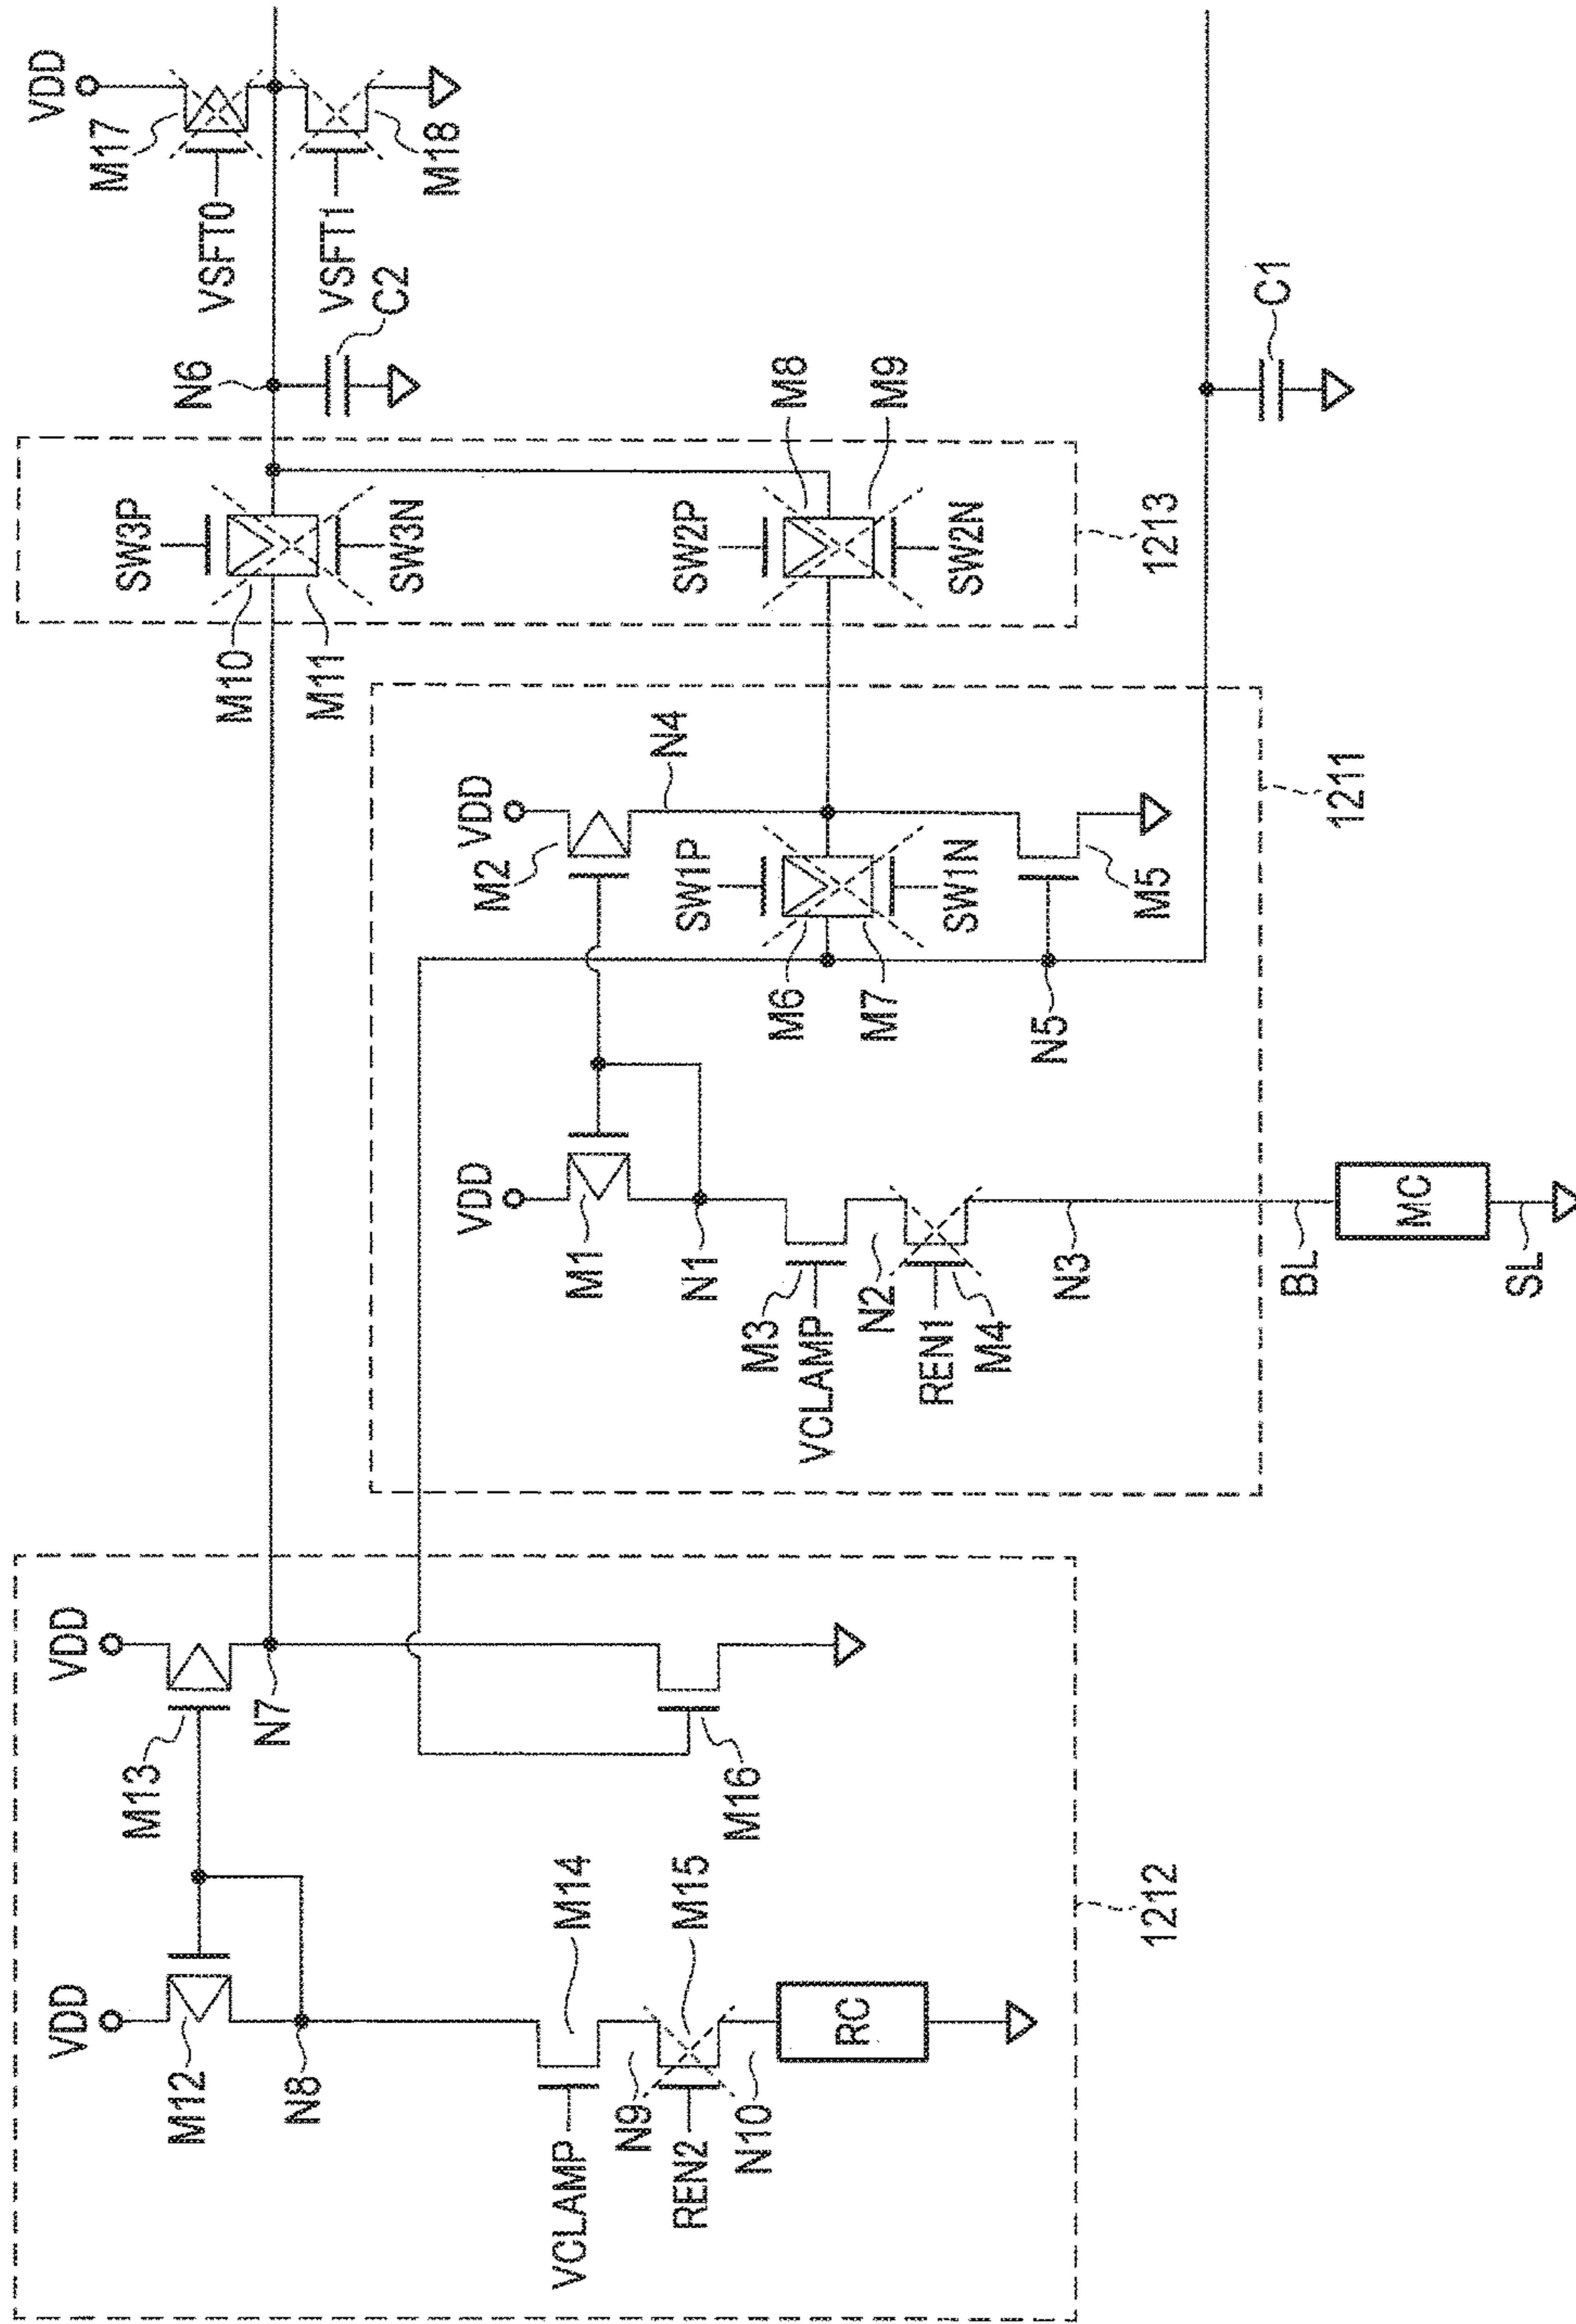 VDD
M17
VSFT0
VSFT1
M18
N6
C2
SW3P
M10
M11
SW3N
SW2P
M8
M9
SW2N
1213
C1
VDD
M2
N4
SW1P
M6
M7
SW1N
N5
M5
1211
VDD
M1
N1
M3
VCLAMP
N2
REN1
M4
N3
BL
MC
SL
VDD
M13
N7
M16
VDD
M12
N8
M14
VCLAMP
N9
M15
REN2
N10
RC
1212